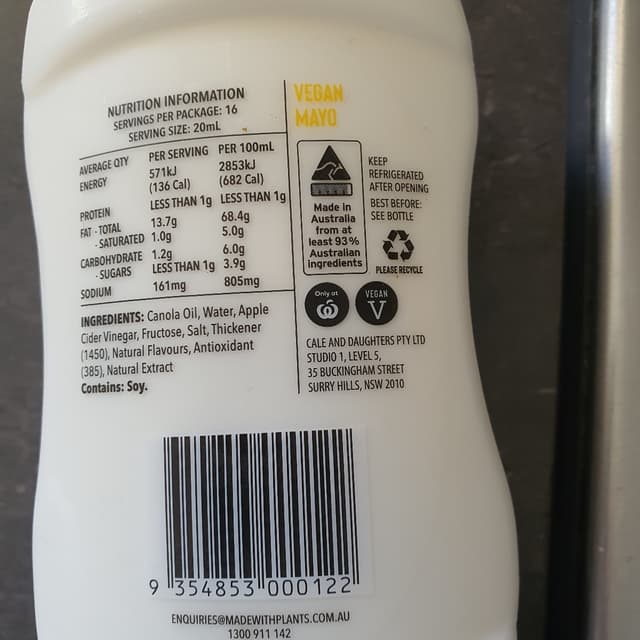 NUTRITION INFORMATION
SERVINGS PER PACKAGE: 16
SERVING SIZE: 20mL
AVERAGE QTY PER SERVING PER 100mL
ENERGY 571kJ 2853kJ
(136 Cal) (682 Cal)
PROTEIN LESS THAN 1g LESS THAN 1g
FAT - TOTAL 13.7g 68.4g
- SATURATED 1.0g 5.0g
CARBOHYDRATE 1.2g 6.0g
- SUGARS LESS THAN 1g 3.9g
SODIUM 161mg 805mg
INGREDIENTS: Canola Oil, Water, Apple
Cider Vinegar, Fructose, Salt, Thickener
(1450), Natural Flavours, Antioxidant
(385), Natural Extract
Contains: Soy.
VEGAN
MAYO
Made in
Australia
from at
least 93%
Australian
ingredients
KEEP
REFRIGERATED
AFTER OPENING
BEST BEFORE:
SEE BOTTLE
PLEASE RECYCLE
Only at
VEGAN
V
CALE AND DAUGHTERS PTY LTD
STUDIO 1, LEVEL 5,
35 BUCKINGHAM STREET
SURRY HILLS, NSW 2010
9 354853 000122
ENQUIRIES@MADEWITHPLANTS.COM.AU
1300 911 142